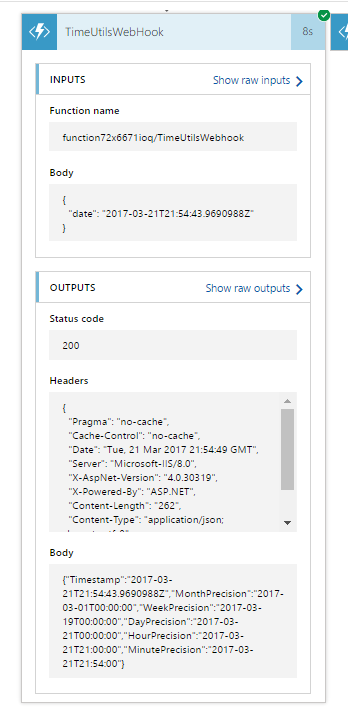 TimeUtilsWebHook 8s
INPUTS Show raw inputs
Function name
function72x6671ioq/TimeUtilsWebhook
Body
{
"date": "2017-03-21T21:54:43.9690988Z"
}
OUTPUTS Show raw outputs
Status code
200
Headers
{
"Pragma": "no-cache",
"Cache-Control": "no-cache",
"Date": "Tue, 21 Mar 2017 21:54:49 GMT",
"Server": "Microsoft-IIS/8.0",
"X-AspNet-Version": "4.0.30319",
"X-Powered-By": "ASP.NET",
"Content-Length": "262",
"Content-Type": "application/json;
Body
{"Timestamp":"2017-03-
21T21:54:43.9690988Z","MonthPrecision":"2017-
03-01T00:00:00","WeekPrecision":"2017-03-
19T00:00:00","DayPrecision":"2017-03-
21T00:00:00","HourPrecision":"2017-03-
21T21:00:00","MinutePrecision":"2017-03-
21T21:54:00"}